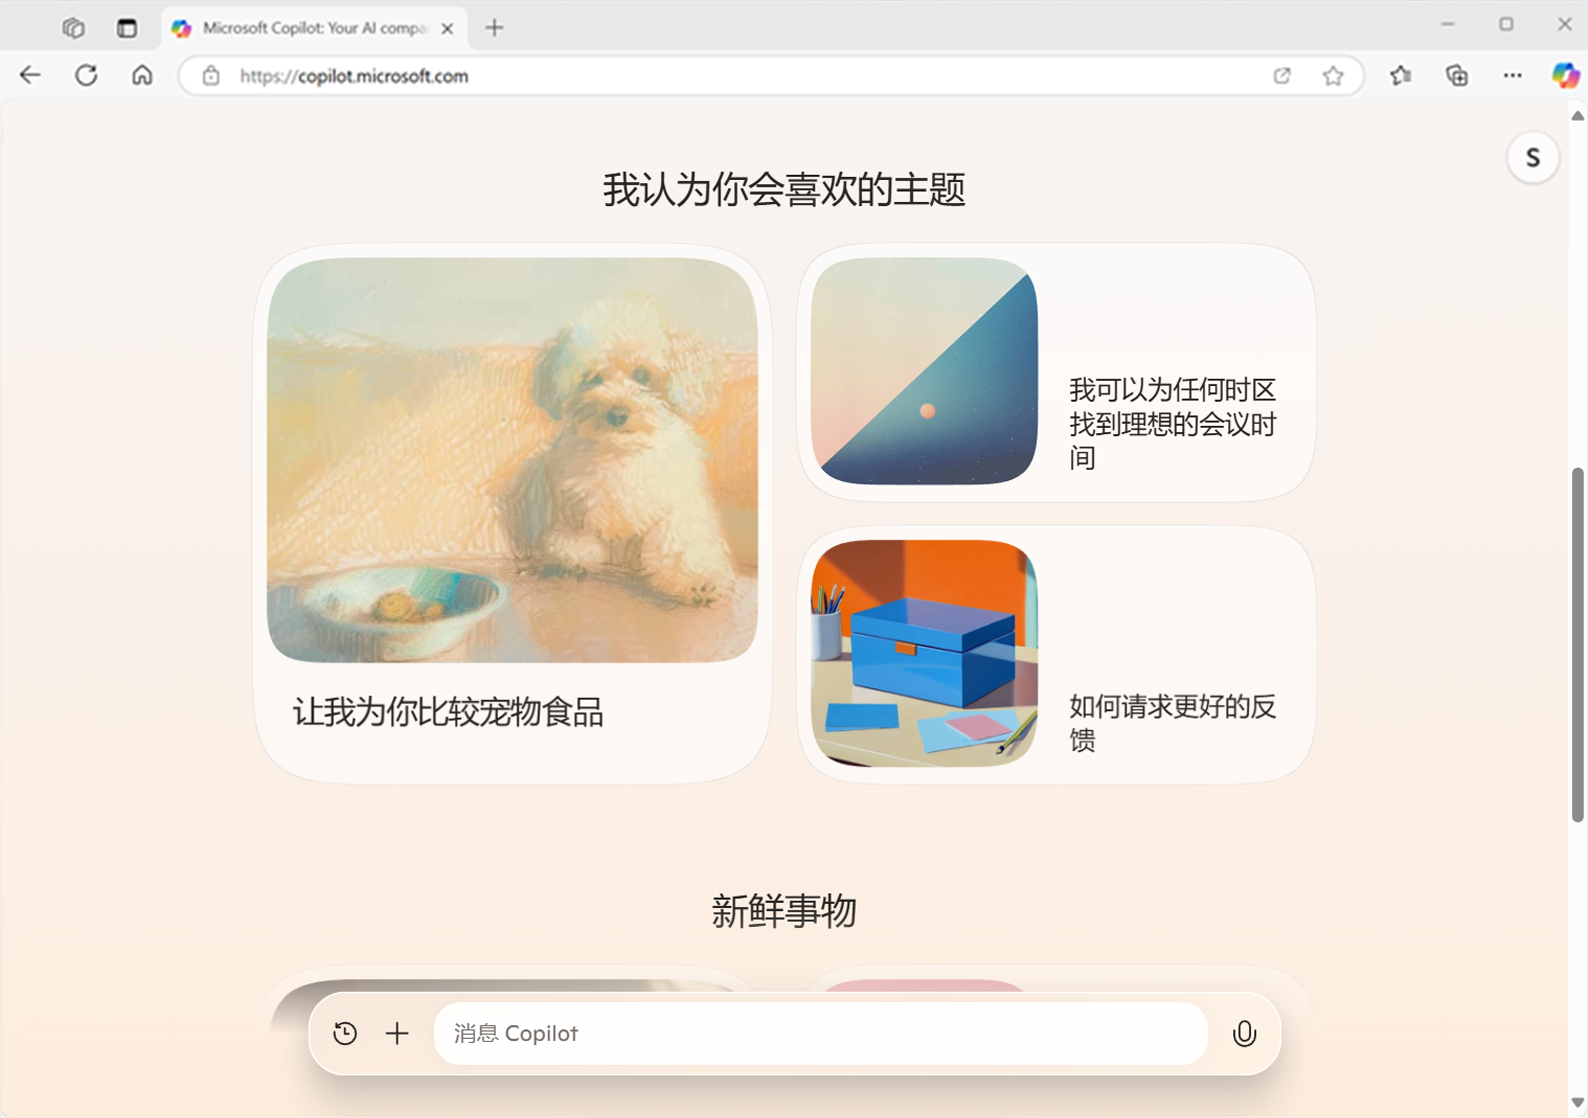 Microsoft Copilot: Your AI compa
https://copilot.microsoft.com
S
我认为你会喜欢的主题
让我为你比较宠物食品
我可以为任何时区
找到理想的会议时
间
如何请求更好的反
馈
新鲜事物
消息 Copilot